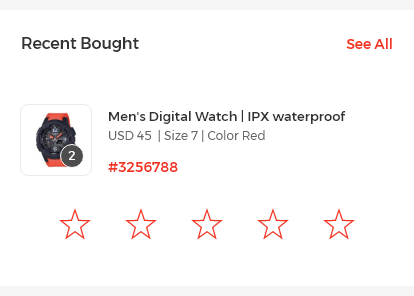 Recent Bought
See All
Men's Digital Watch | IPX waterproof
USD 45 | Size 7 | Color Red
2
#3256788